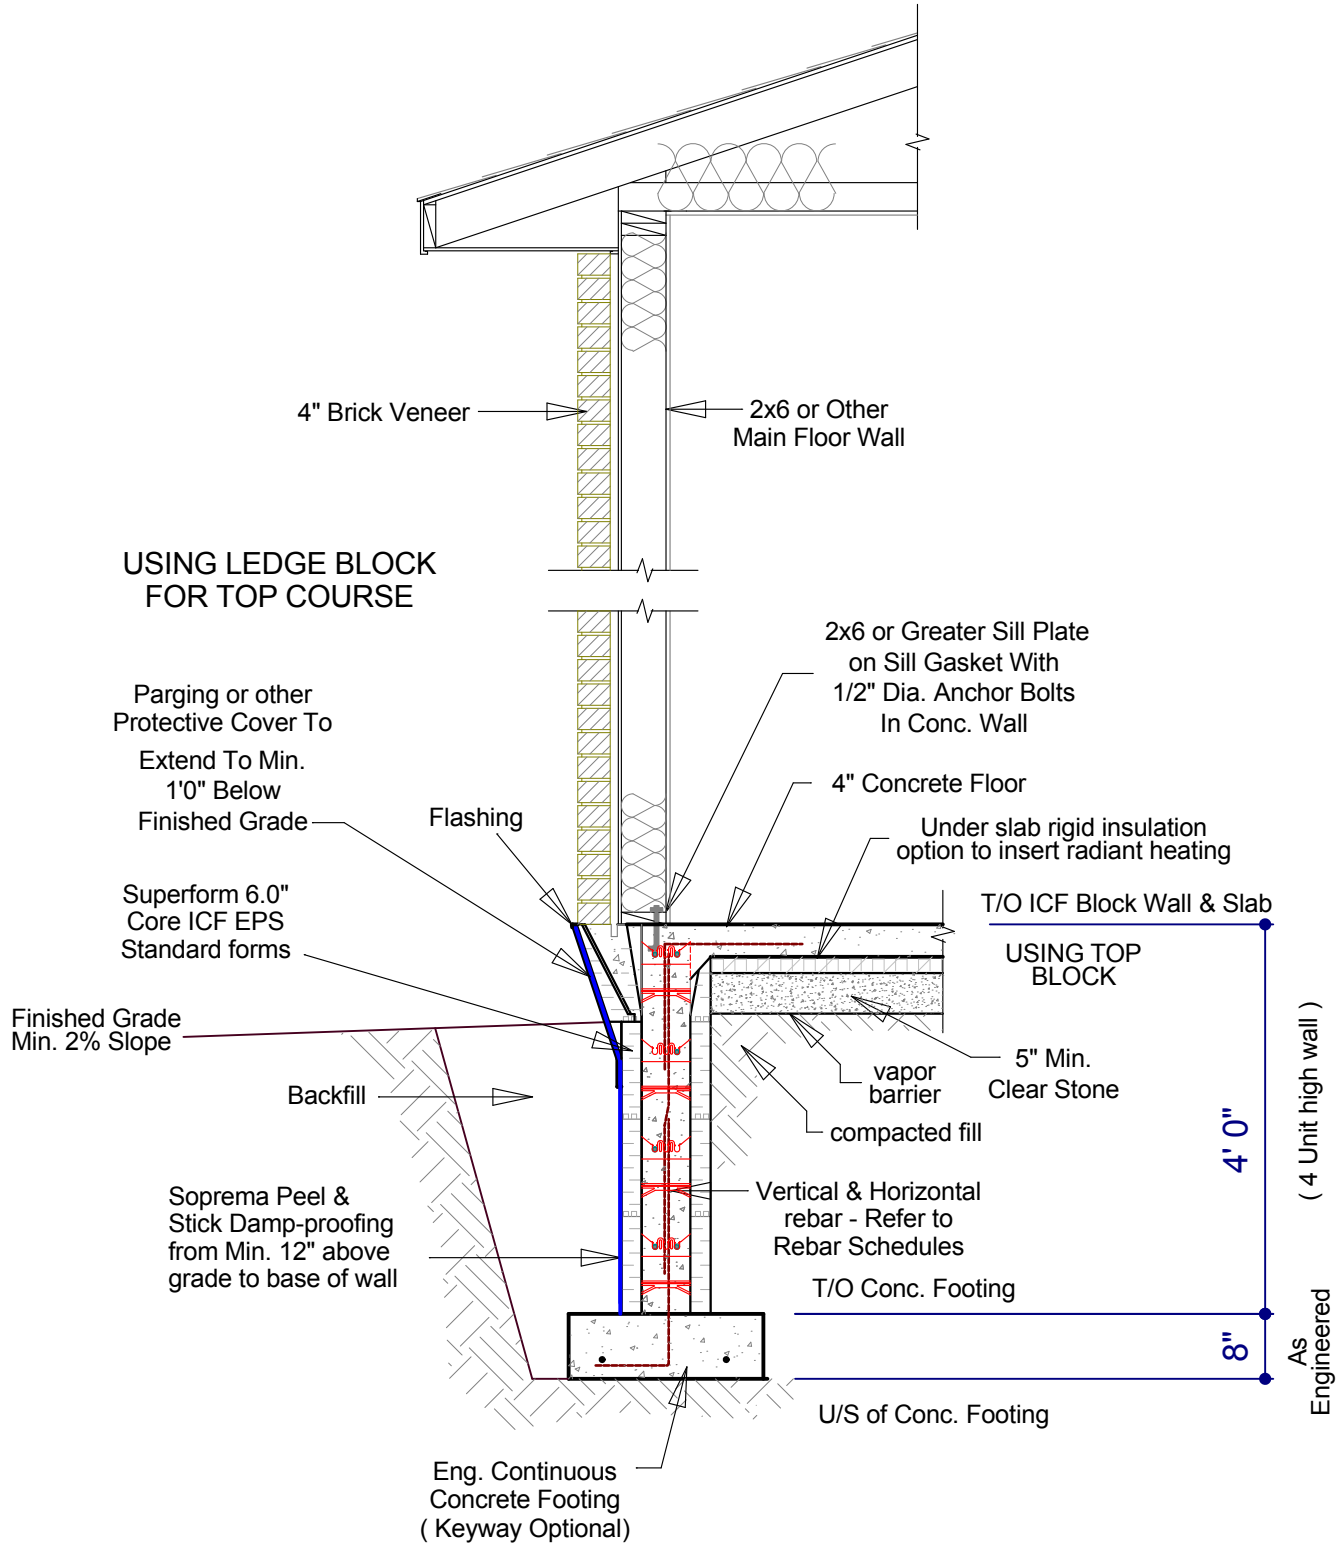 4" Brick Veneer
2x6 or Other
Main Floor Wall
USING LEDGE BLOCK
FOR TOP COURSE
2x6 or Greater Sill Plate
on Sill Gasket With
1/2" Dia. Anchor Bolts
In Conc. Wall
Parging or other
Protective Cover To
Extend To Min.
1'0" Below
Finished Grade
Flashing
4" Concrete Floor
Under slab rigid insulation
option to insert radiant heating
Superform 6.0"
Core ICF EPS
Standard forms
T/O ICF Block Wall & Slab
USING TOP
BLOCK
Finished Grade
Min. 2% Slope
Backfill
vapor
barrier
5" Min.
Clear Stone
compacted fill
4' 0"
( 4 Unit high wall )
Soprema Peel &
Stick Damp-proofing
from Min. 12" above
grade to base of wall
Vertical & Horizontal
rebar - Refer to
Rebar Schedules
T/O Conc. Footing
8"
As
Engineered
U/S of Conc. Footing
Eng. Continuous
Concrete Footing
( Keyway Optional)